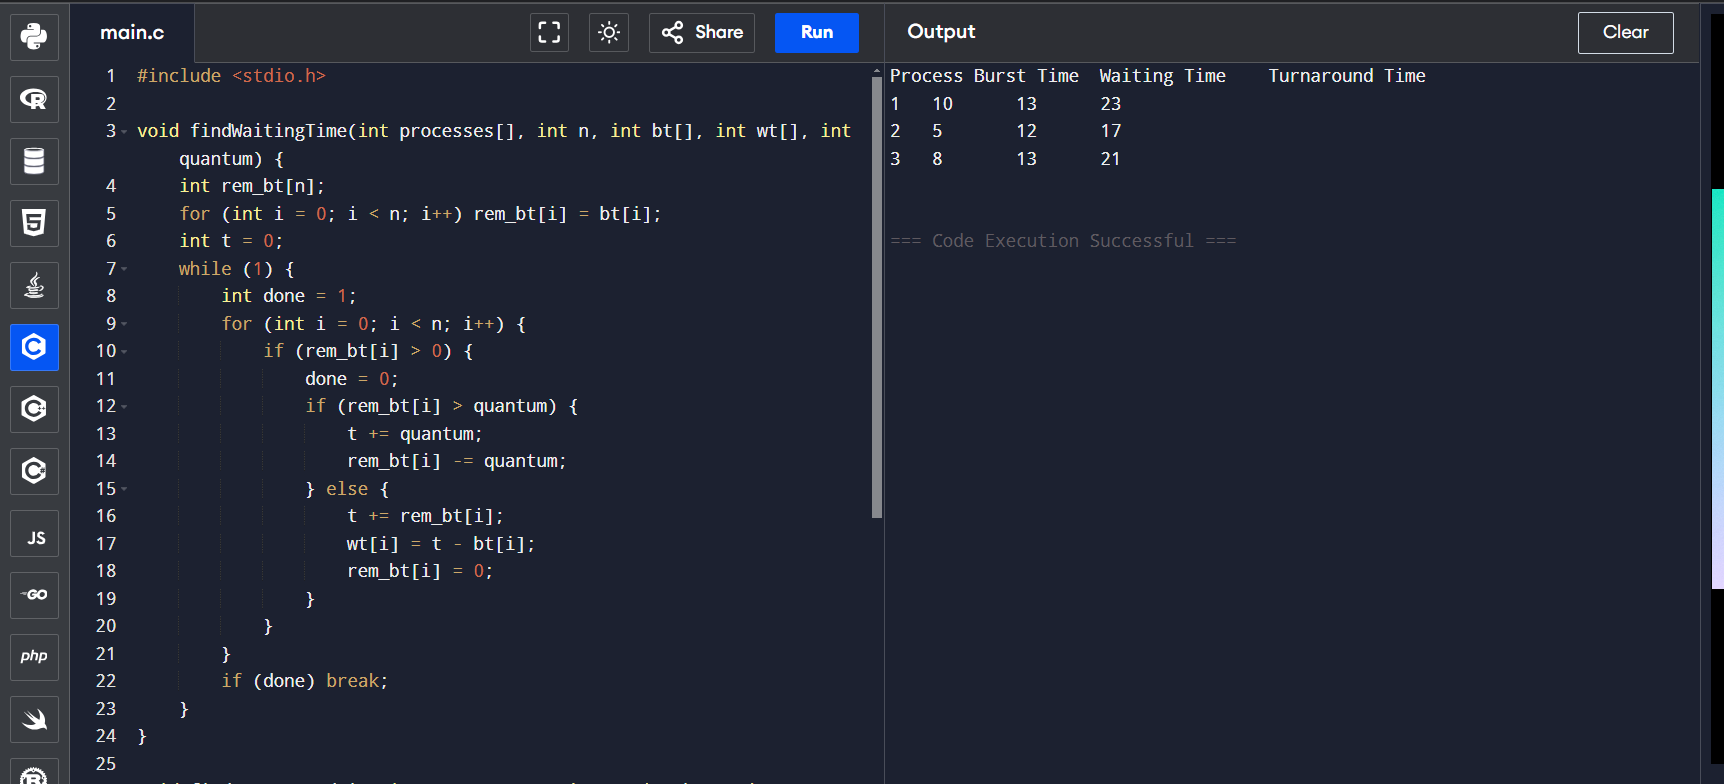 main.c
Share
Run
Output
Clear
1 #include <stdio.h>
2
3 void findWaitingTime(int processes[], int n, int bt[], int wt[], int
quantum) {
4 int rem_bt[n];
5 for (int i = 0; i < n; i++) rem_bt[i] = bt[i];
6 int t = 0;
7 while (1) {
8 int done = 1;
9 for (int i = 0; i < n; i++) {
10 if (rem_bt[i] > 0) {
11 done = 0;
12 if (rem_bt[i] > quantum) {
13 t += quantum;
14 rem_bt[i] -= quantum;
15 } else {
16 t += rem_bt[i];
17 wt[i] = t - bt[i];
18 rem_bt[i] = 0;
19 }
20 }
21 }
22 if (done) break;
23 }
24 }
25
Process Burst Time Waiting Time Turnaround Time
1 10 13 23
2 5 12 17
3 8 13 21
=== Code Execution Successful ===
R
5
C
C++
C#
JS
GO
php